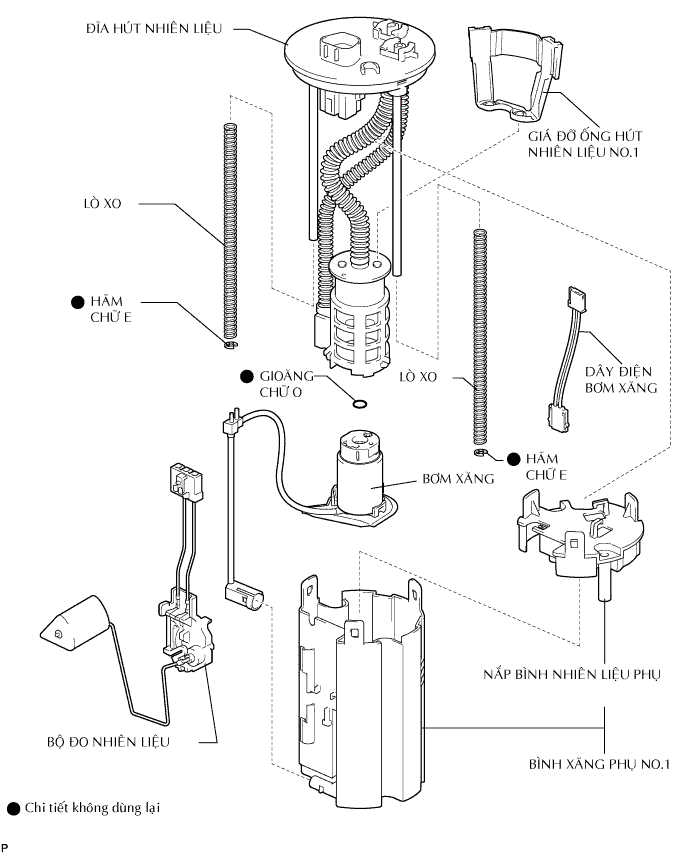 ĐĨA HÚT NHIÊN LIỆU
GIÁ ĐỠ ỐNG HÚT
NHIÊN LIỆU NO.1
LÒ XO
HÃM
CHỮ E
GIOĂNG
CHỮ O
LÒ XO
DÂY ĐIỆN
BƠM XĂNG
HÃM
CHỮ E
BƠM XĂNG
NẮP BÌNH NHIÊN LIỆU PHỤ
BỘ ĐO NHIÊN LIỆU
BÌNH XĂNG PHỤ NO.1
Chi tiết không dùng lại
P